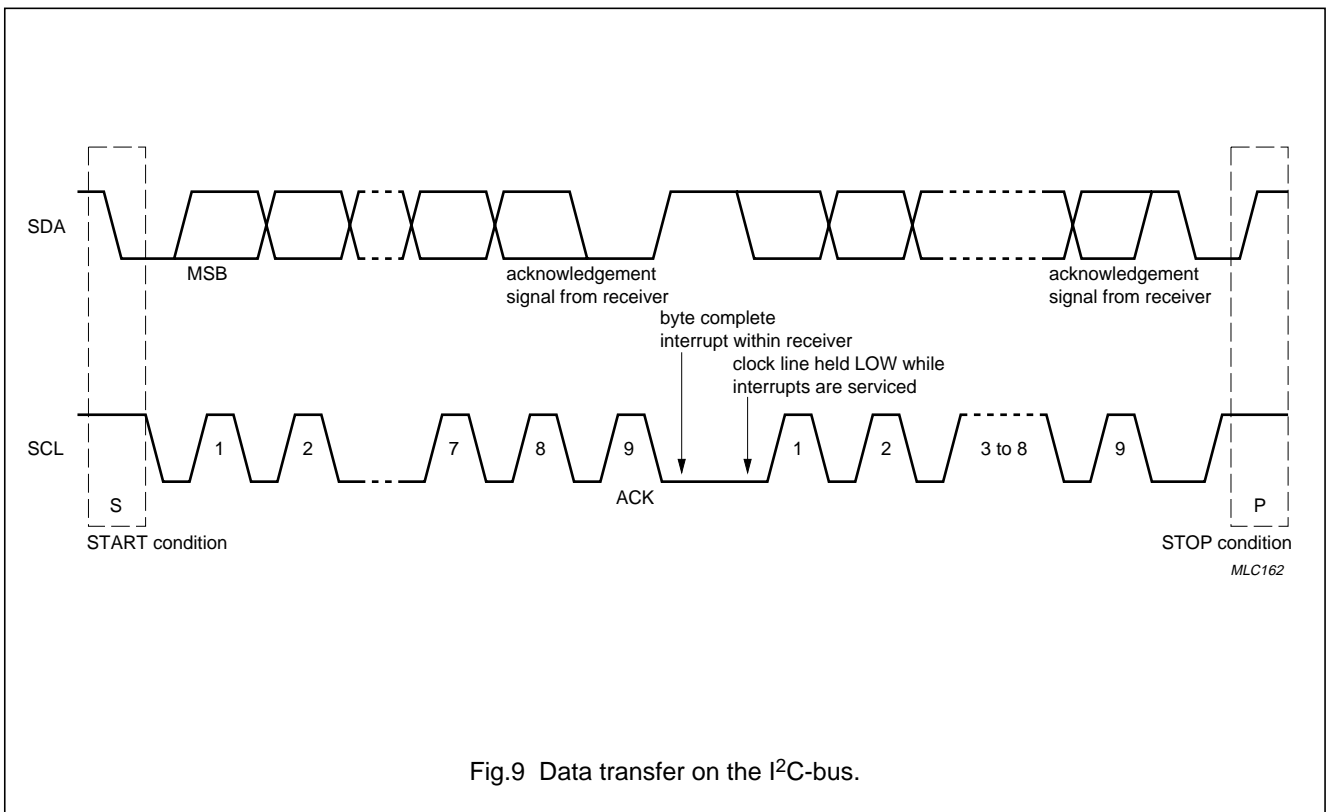 SDA
MSB
acknowledgement
signal from receiver
acknowledgement
signal from receiver
byte complete
interrupt within receiver
clock line held LOW while
interrupts are serviced
SCL
1
2
7
8
9
1
2
3 to 8
9
ACK
S
P
START condition
STOP condition
MLC162
Fig.9 Data transfer on the I²C-bus.